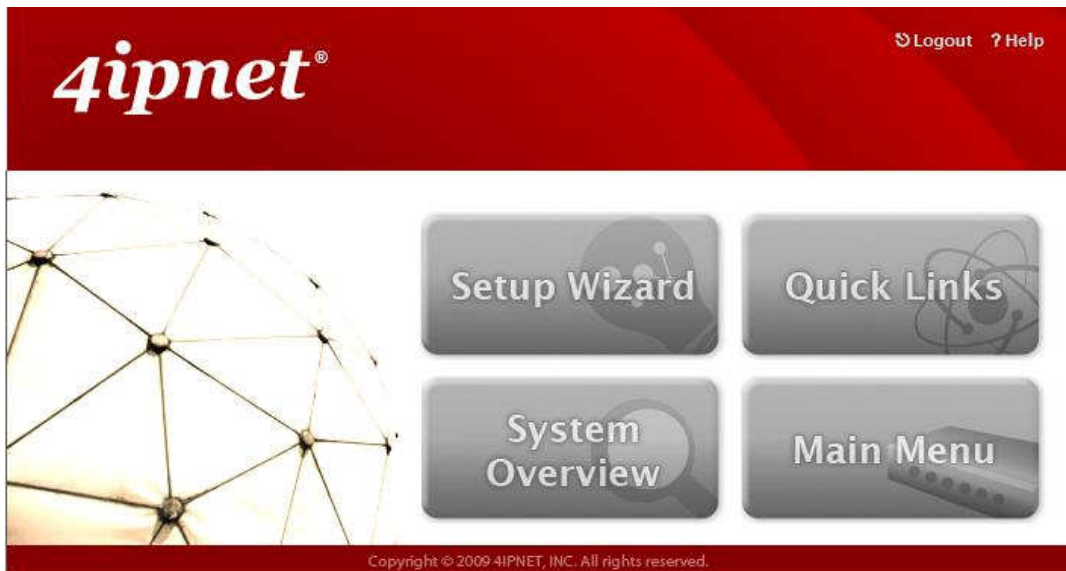 4ipnet®
Logout ? Help
Setup Wizard
Quick Links
System
Overview
Main Menu
Copyright © 2009 4IPNET, INC. All rights reserved.